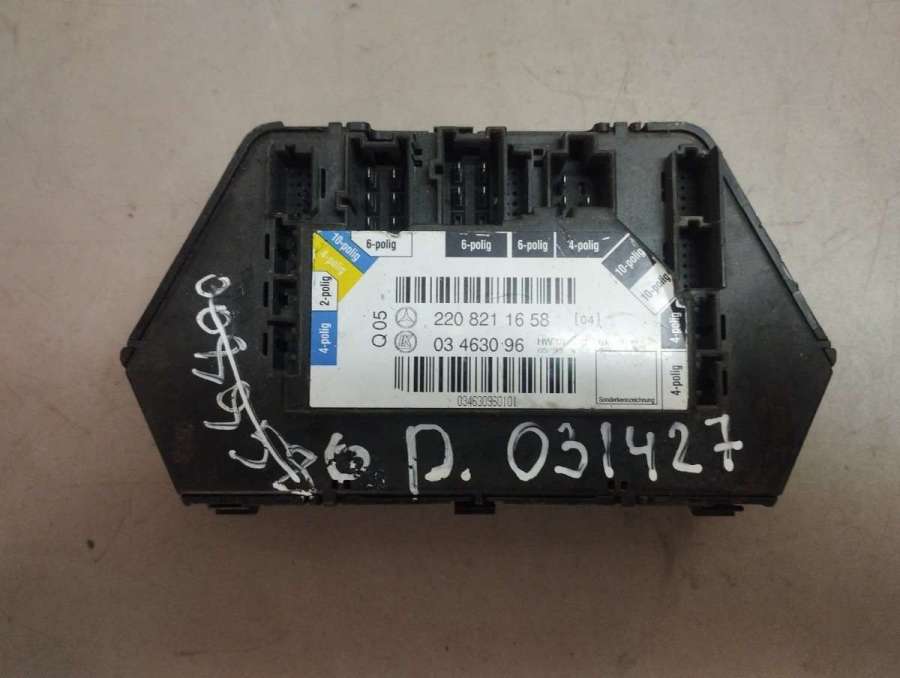 10-polig
4-polig
6-polig
6-polig
6-polig
4-polig
10-polig
10-polig
2-polig
4-polig
4-polig
4-polig
Q 05
220 821 16 58 [04]
03 4630 96
HW
034630960101
Sonderkennzeichnung
D. 031427